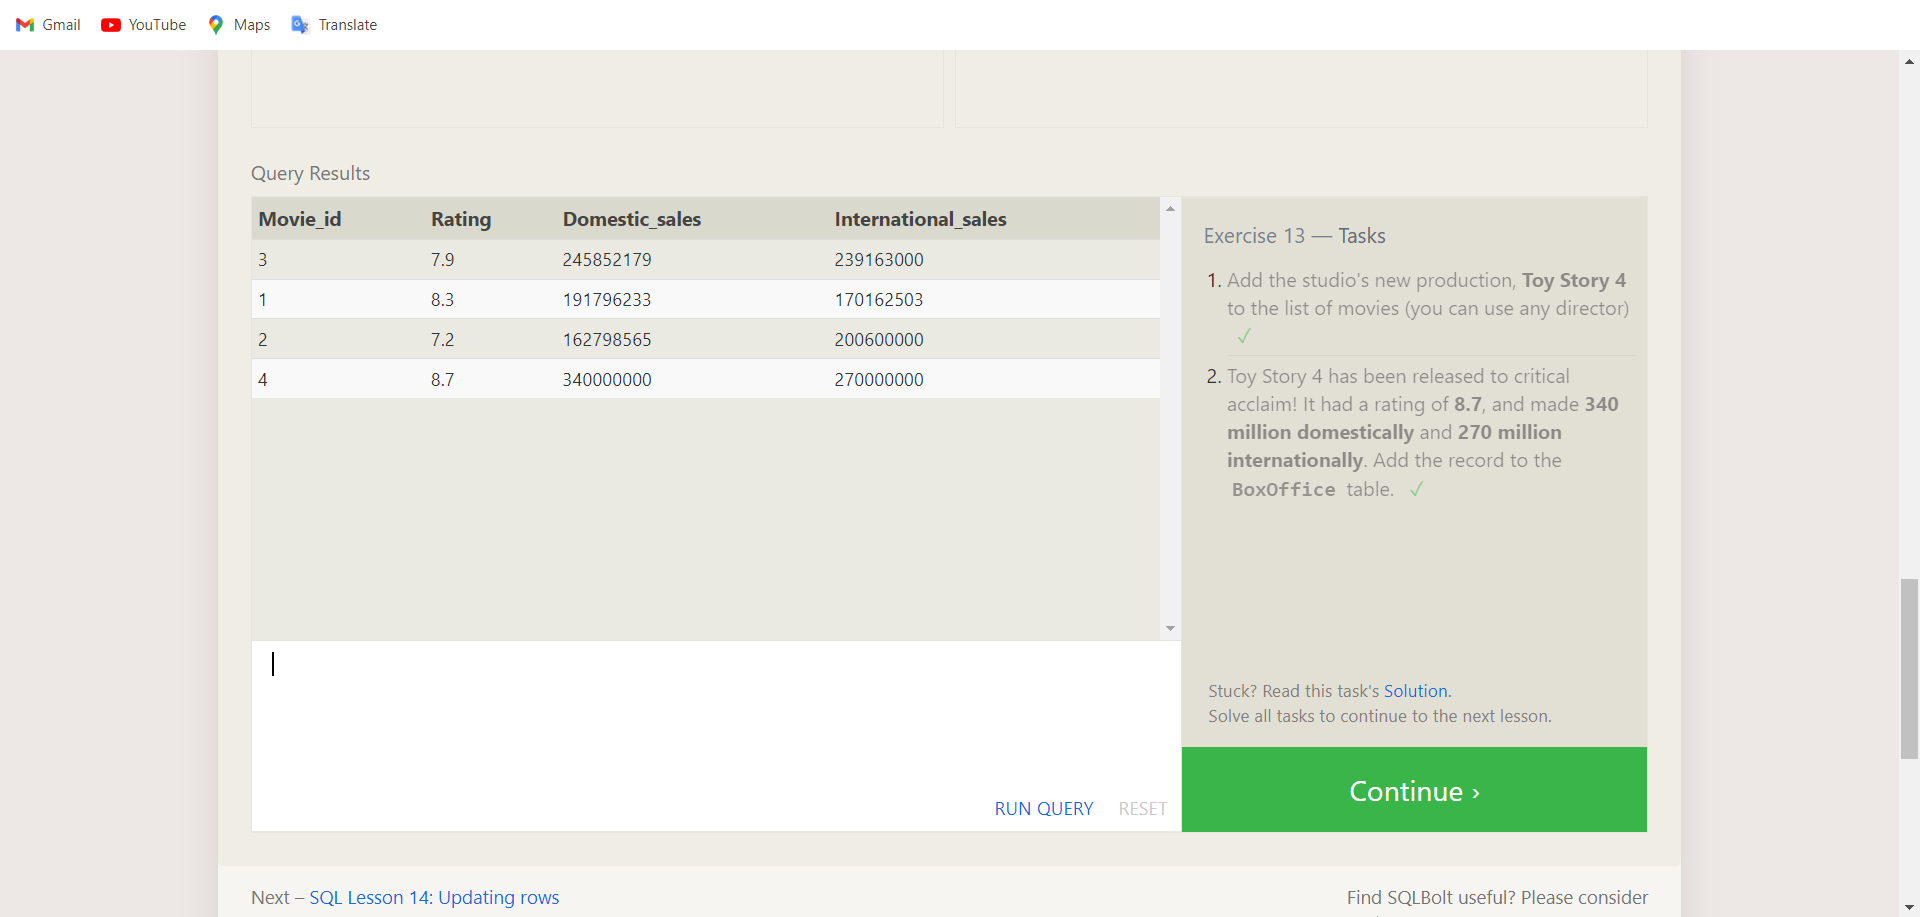 Gmail YouTube Maps Translate
Query Results
Movie_id Rating Domestic_sales International_sales
3 7.9 245852179 239163000
1 8.3 191796233 170162503
2 7.2 162798565 200600000
4 8.7 340000000 270000000
RUN QUERY RESET
Exercise 13 — Tasks
1. Add the studio's new production, Toy Story 4
to the list of movies (you can use any director)
✓
2. Toy Story 4 has been released to critical
acclaim! It had a rating of 8.7, and made 340
million domestically and 270 million
internationally. Add the record to the
BoxOffice table. ✓
Stuck? Read this task's Solution.
Solve all tasks to continue to the next lesson.
Continue ›
Next – SQL Lesson 14: Updating rows
Find SQLBolt useful? Please consider